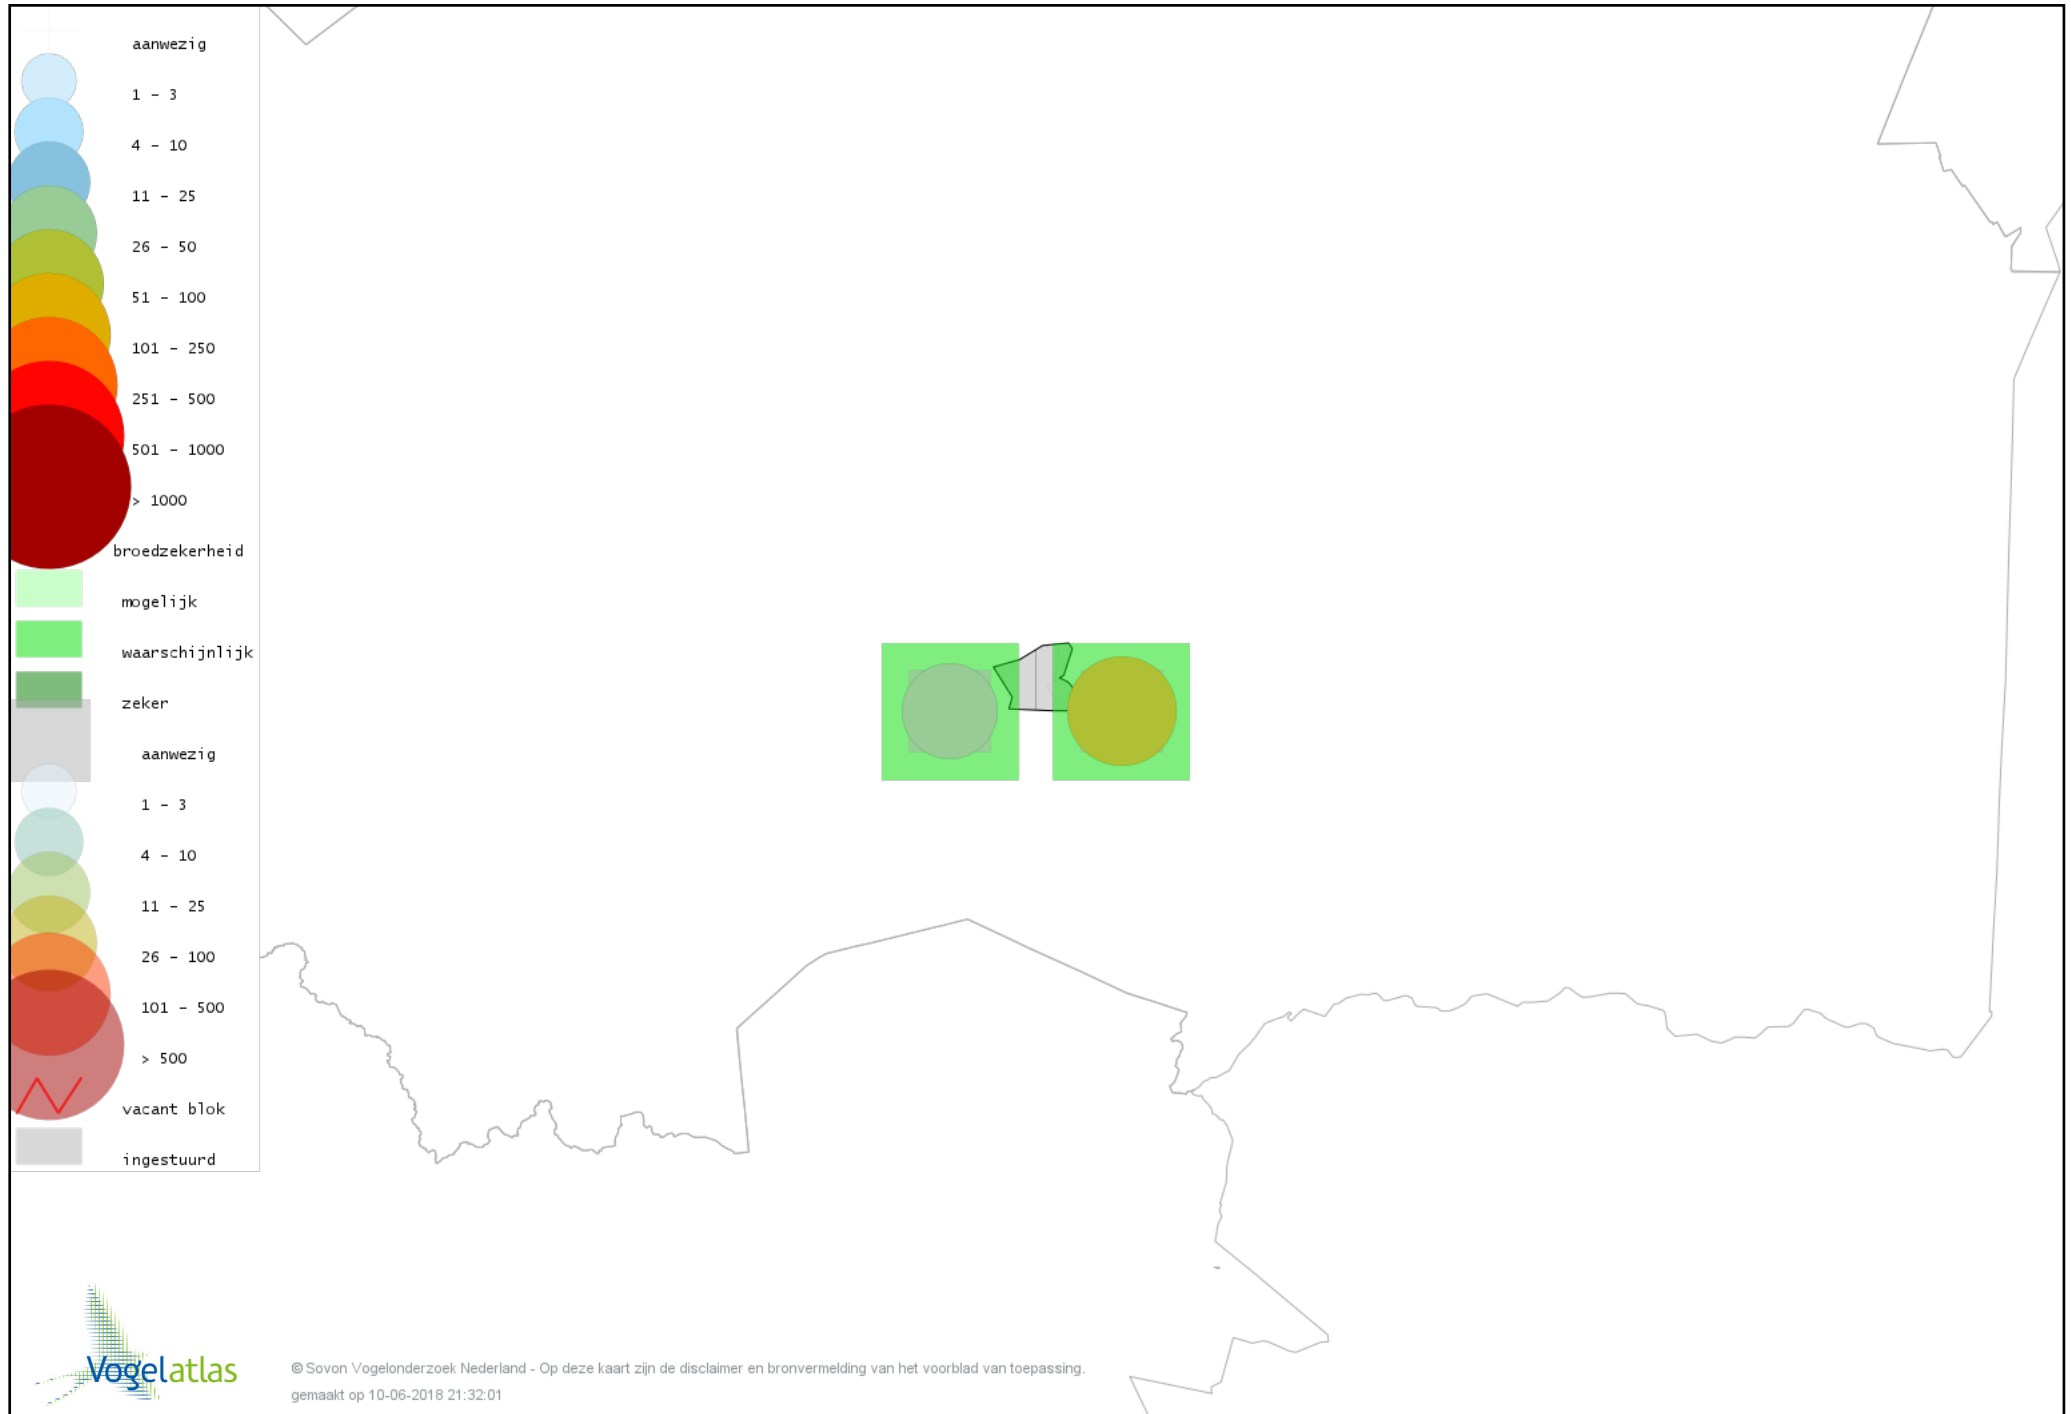 aanwezig
1 - 3
4 - 10
11 - 25
26 - 50
51 - 100
101 - 250
251 - 500
501 - 1000
> 1000
broedzekerheid
mogelijk
waarschijnlijk
zeker
aanwezig
1 - 3
4 - 10
11 - 25
26 - 100
101 - 500
> 500
vacant blok
ingestuurd
Vogelatlas
© Sovon Vogelonderzoek Nederland - Op deze kaart zijn de disclaimer en bronvermelding van het voorblad van toepassing.
gemaakt op 10-06-2018 21:32:01